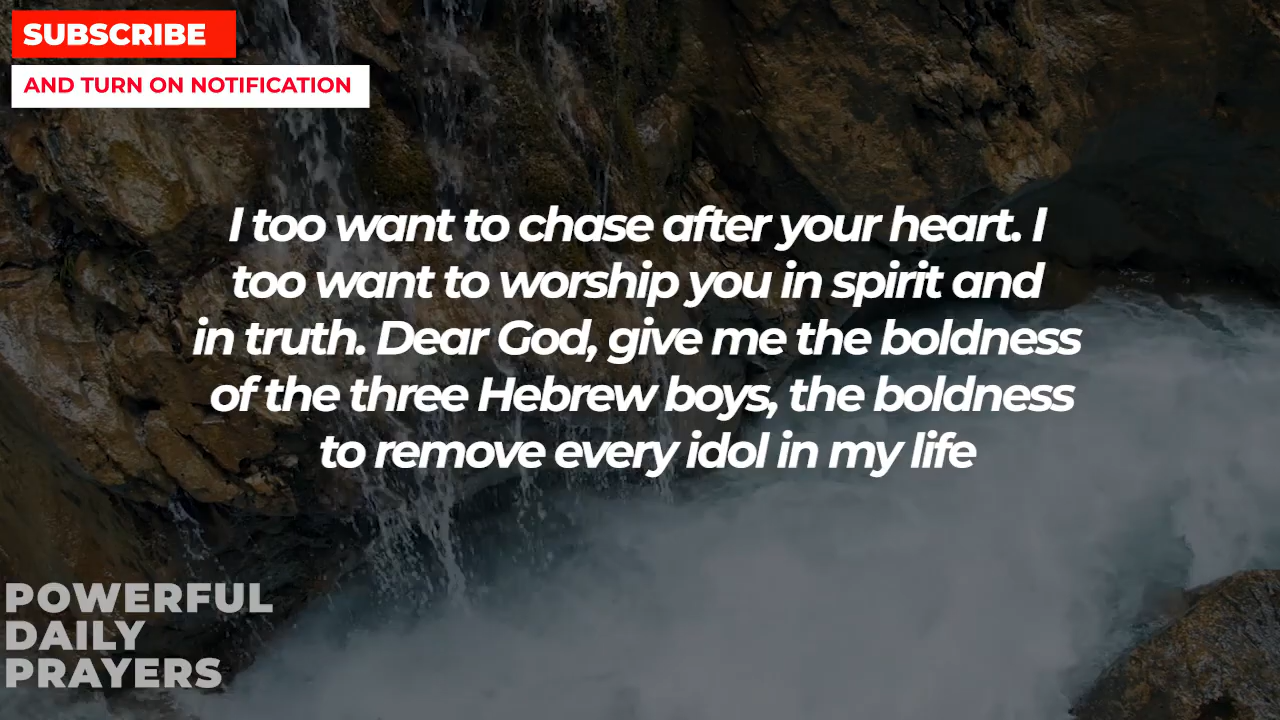 SUBSCRIBE
AND TURN ON NOTIFICATION
I too want to chase after your heart. I
too want to worship you in spirit and
in truth. Dear God, give me the boldness
of the three Hebrew boys, the boldness
to remove every idol in my life
POWERFUL
DAILY
PRAYERS